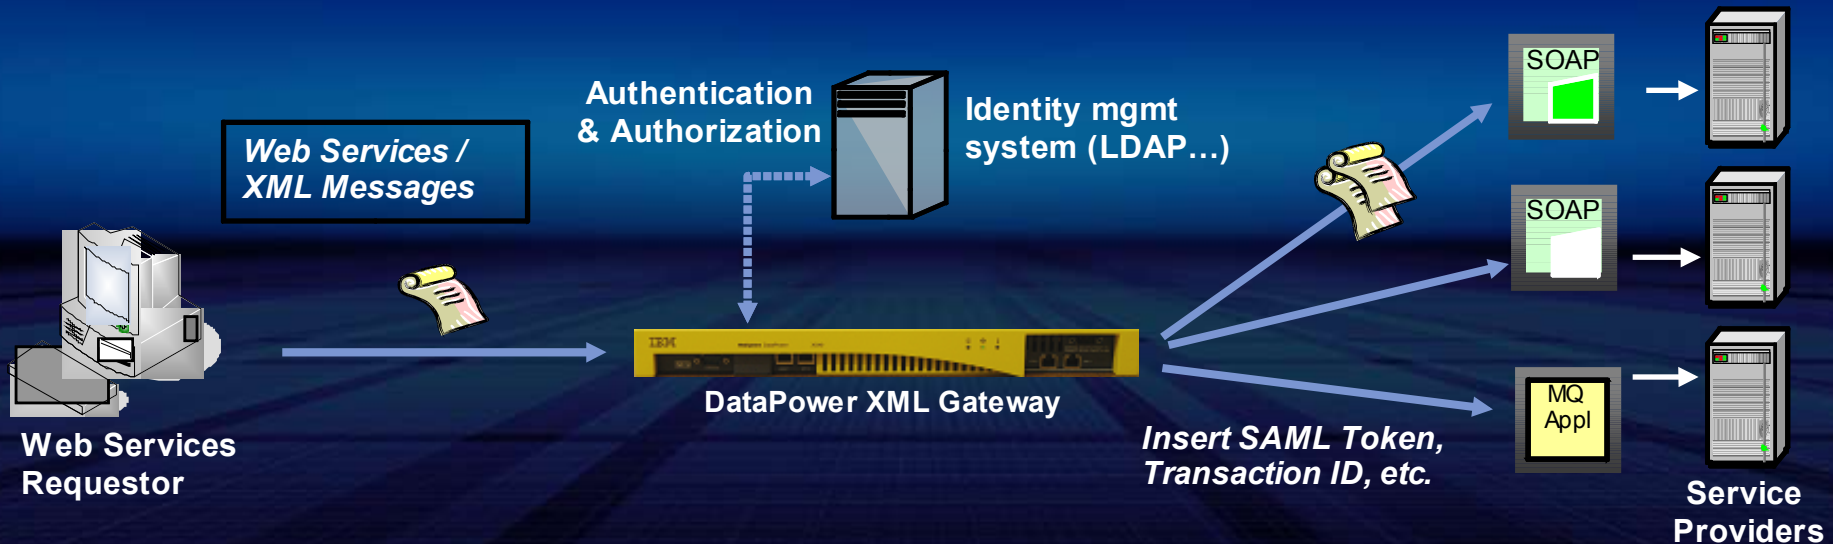 Authentication
& Authorization
Identity mgmt
system (LDAP...)
Web Services /
XML Messages
SOAP
SOAP
MQ
Appl
IBM
DataPower XML Gateway
Insert SAML Token,
Transaction ID, etc.
Web Services
Requestor
Service
Providers